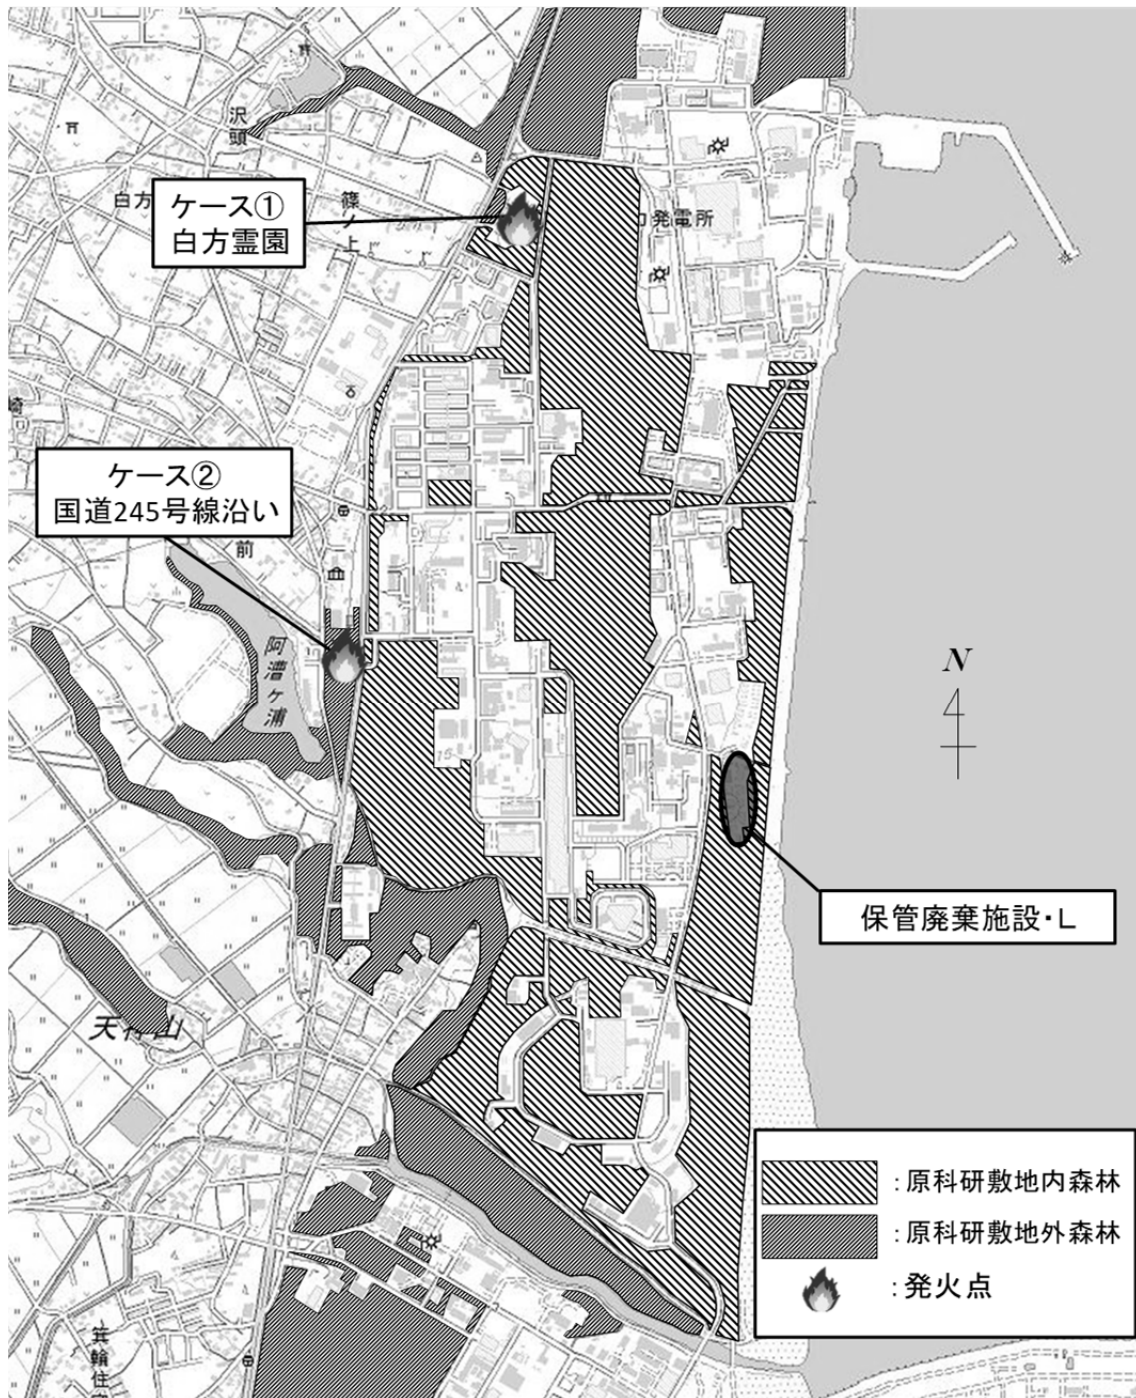 沢頭
白方
篠ノ上
ケース①
白方霊園
発電所
ケース②
国道245号線沿い
前
阿漕ヶ浦
N
15
保管廃棄施設・L
:原科研敷地内森林
:原科研敷地外森林
:発火点
箕輪住